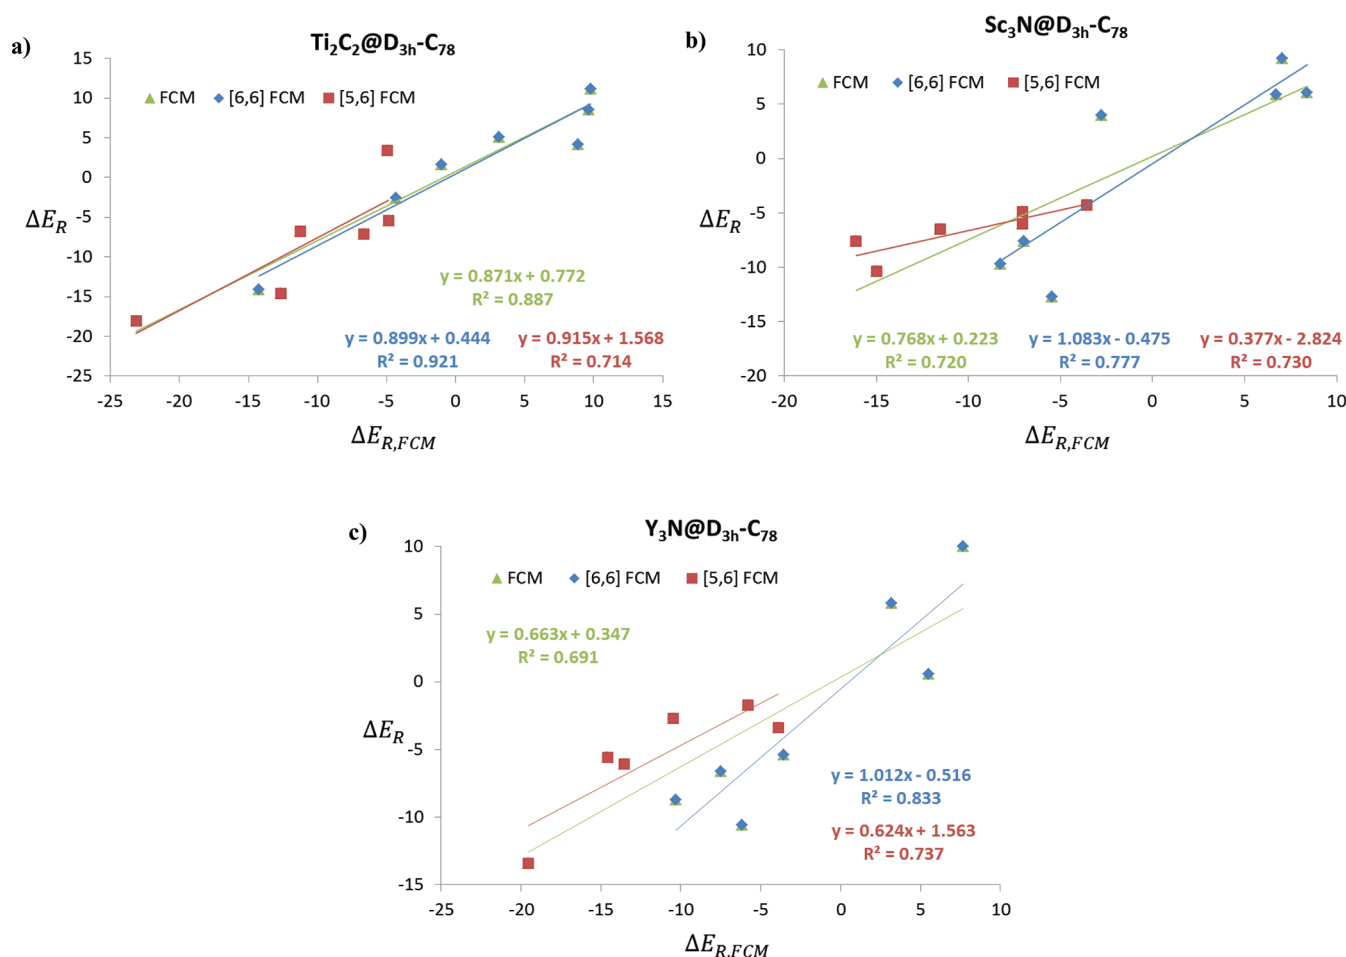 a)
Ti₂C₂@D₃ₕ-C₇₈
FCM [6,6] FCM [5,6] FCM
15
10
5
0
-5
-10
-15
-20
-25
ΔE_R
y = 0.871x + 0.772
R² = 0.887
y = 0.899x + 0.444
R² = 0.921
y = 0.915x + 1.568
R² = 0.714
-25 -20 -15 -10 -5 0 5 10 15
ΔE_R,FCM
b)
Sc₃N@D₃ₕ-C₇₈
FCM [6,6] FCM [5,6] FCM
10
5
0
-5
-10
-15
-20
ΔE_R
y = 0.768x + 0.223
R² = 0.720
y = 1.083x - 0.475
R² = 0.777
y = 0.377x - 2.824
R² = 0.730
-20 -15 -10 -5 0 5 10
ΔE_R,FCM
c)
Y₃N@D₃ₕ-C₇₈
FCM [6,6] FCM [5,6] FCM
10
5
0
-5
-10
-15
ΔE_R
y = 0.663x + 0.347
R² = 0.691
y = 1.012x - 0.516
R² = 0.833
y = 0.624x + 1.563
R² = 0.737
-25 -20 -15 -10 -5 0 5 10
ΔE_R,FCM